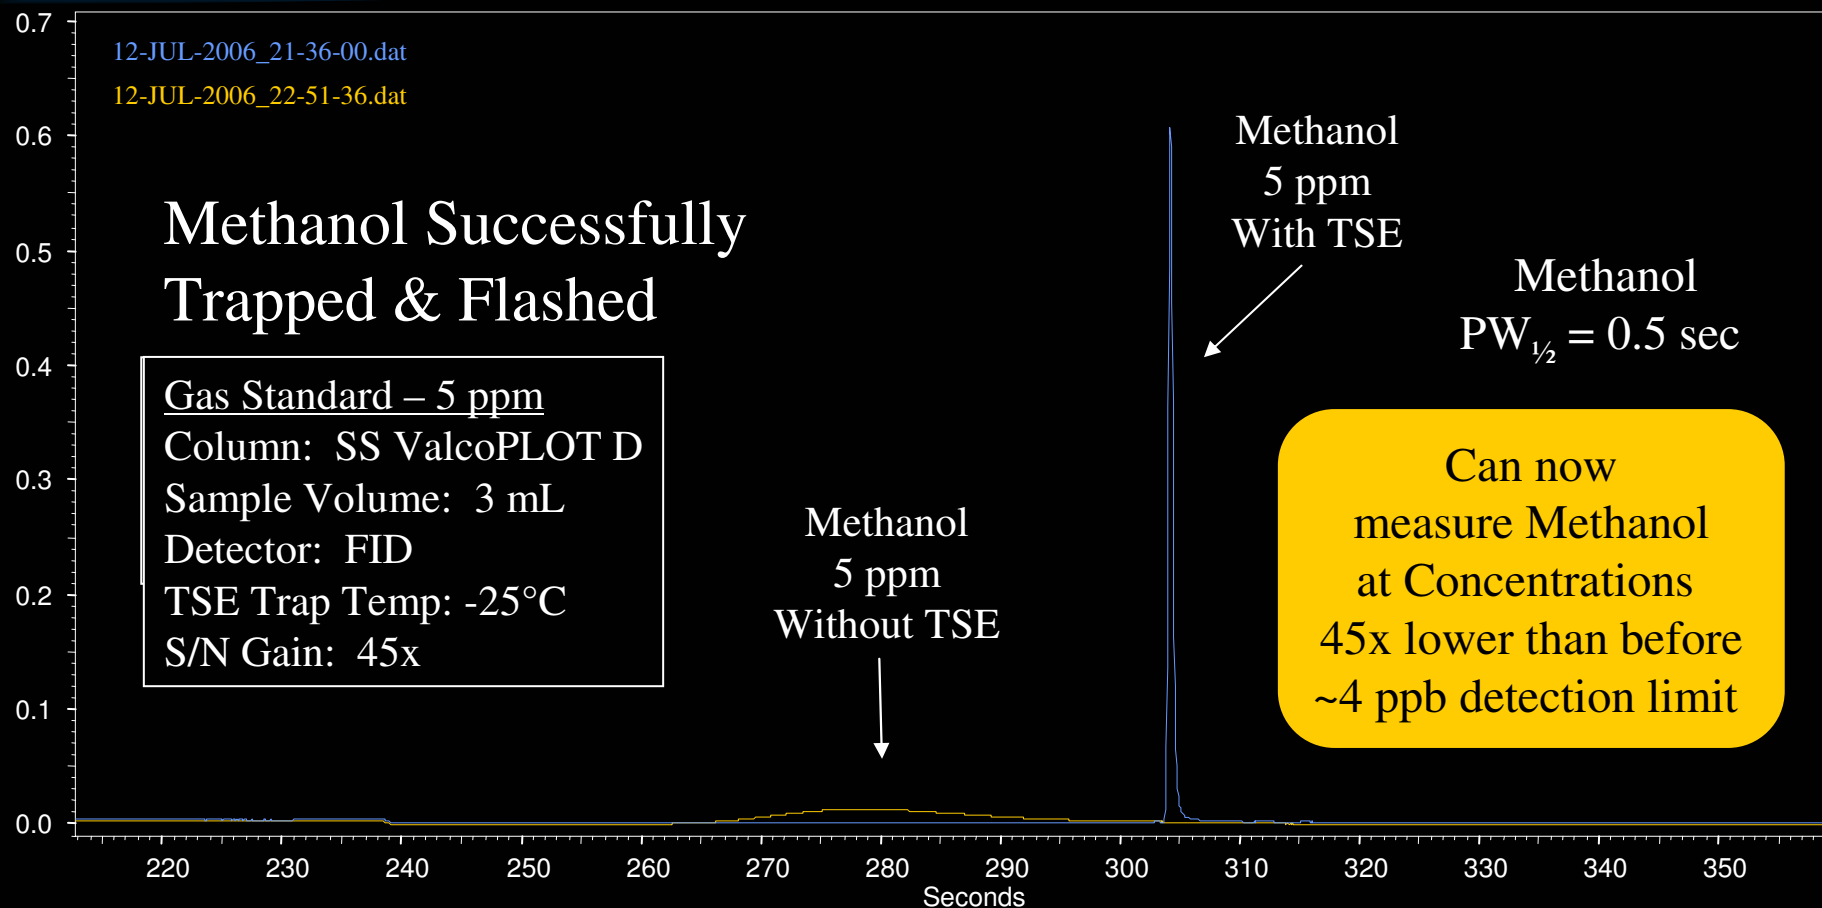 12-JUL-2006_21-36-00.dat
12-JUL-2006_22-51-36.dat
Methanol Successfully
Trapped & Flashed
Gas Standard – 5 ppm
Column: SS ValcoPLOT D
Sample Volume: 3 mL
Detector: FID
TSE Trap Temp: -25°C
S/N Gain: 45x
Methanol
5 ppm
Without TSE
Methanol
5 ppm
With TSE
Methanol
PW½ = 0.5 sec
Can now
measure Methanol
at Concentrations
45x lower than before
~4 ppb detection limit
0.7
0.6
0.5
0.4
0.3
0.2
0.1
0.0
220 230 240 250 260 270 280 290 300 310 320 330 340 350
Seconds